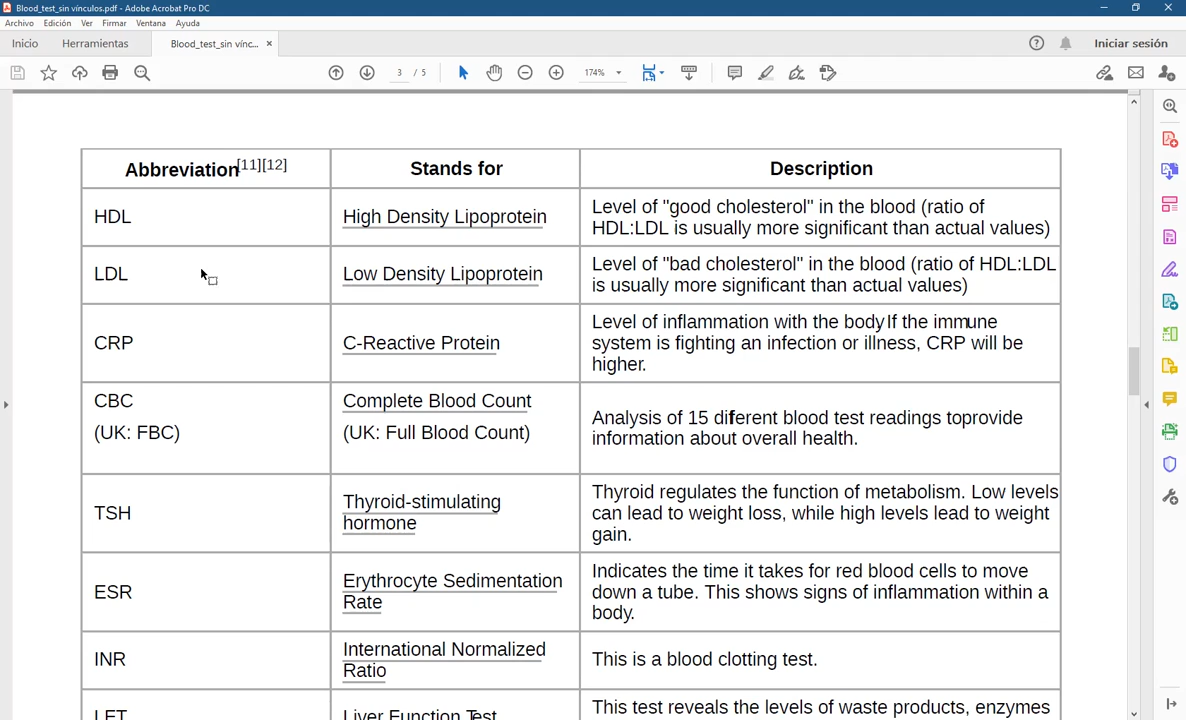 Blood_test_sin vínculos.pdf - Adobe Acrobat Pro DC
Archivo Edición Ver Firmar Ventana Ayuda
Inicio Herramientas Blood_test_sin vínc... × Iniciar sesión
3 / 5 174%
Abbreviation[11][12] Stands for Description
HDL
High Density Lipoprotein
Level of "good cholesterol" in the blood (ratio of
HDL:LDL is usually more significant than actual values)
LDL
Low Density Lipoprotein
Level of "bad cholesterol" in the blood (ratio of HDL:LDL
is usually more significant than actual values)
CRP
C-Reactive Protein
Level of inflammation with the body If the immune
system is fighting an infection or illness, CRP will be
higher.
CBC
(UK: FBC)
Complete Blood Count
(UK: Full Blood Count)
Analysis of 15 different blood test readings toprovide
information about overall health.
TSH
Thyroid-stimulating
hormone
Thyroid regulates the function of metabolism. Low levels
can lead to weight loss, while high levels lead to weight
gain.
ESR
Erythrocyte Sedimentation
Rate
Indicates the time it takes for red blood cells to move
down a tube. This shows signs of inflammation within a
body.
INR
International Normalized
Ratio
This is a blood clotting test.
LFT
Liver Function Test
This test reveals the levels of waste products, enzymes